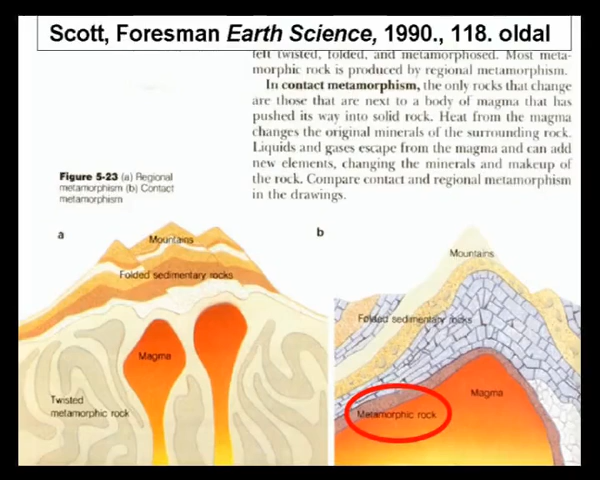 Scott, Foresman Earth Science, 1990., 118. oldal
left twisted, folded, and metamorphosed. Most meta-
morphic rock is produced by regional metamorphism.
In contact metamorphism, the only rocks that change
are those that are next to a body of magma that has
pushed its way into solid rock. Heat from the magma
changes the original minerals of the surrounding rock.
Liquids and gases escape from the magma and can add
new elements, changing the minerals and makeup of
the rock. Compare contact and regional metamorphism
in the drawings.
Figure 5-23 (a) Regional
metamorphism (b) Contact
metamorphism
a
Mountains
Folded sedimentary rocks
Magma
Twisted
metamorphic rock
b
Mountains
Folded sedimentary rocks
Magma
Metamorphic rock